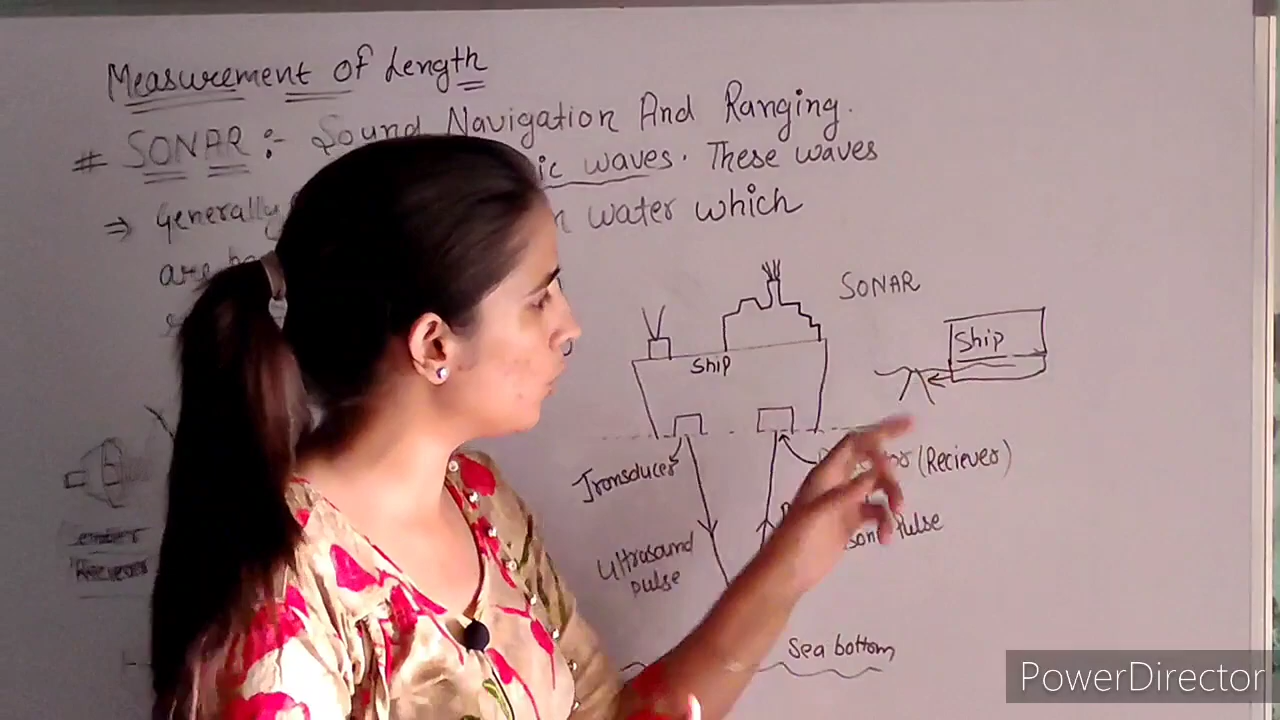 Measurement of Length
# SONAR :- Sound Navigation And Ranging.
ic waves. These waves
⇒ Generally water which
are
SONAR
Ship
Ship
Transducer
(Reciever)
Ultrasound
pulse
pulse
Sea bottom
Reciever
PowerDirector